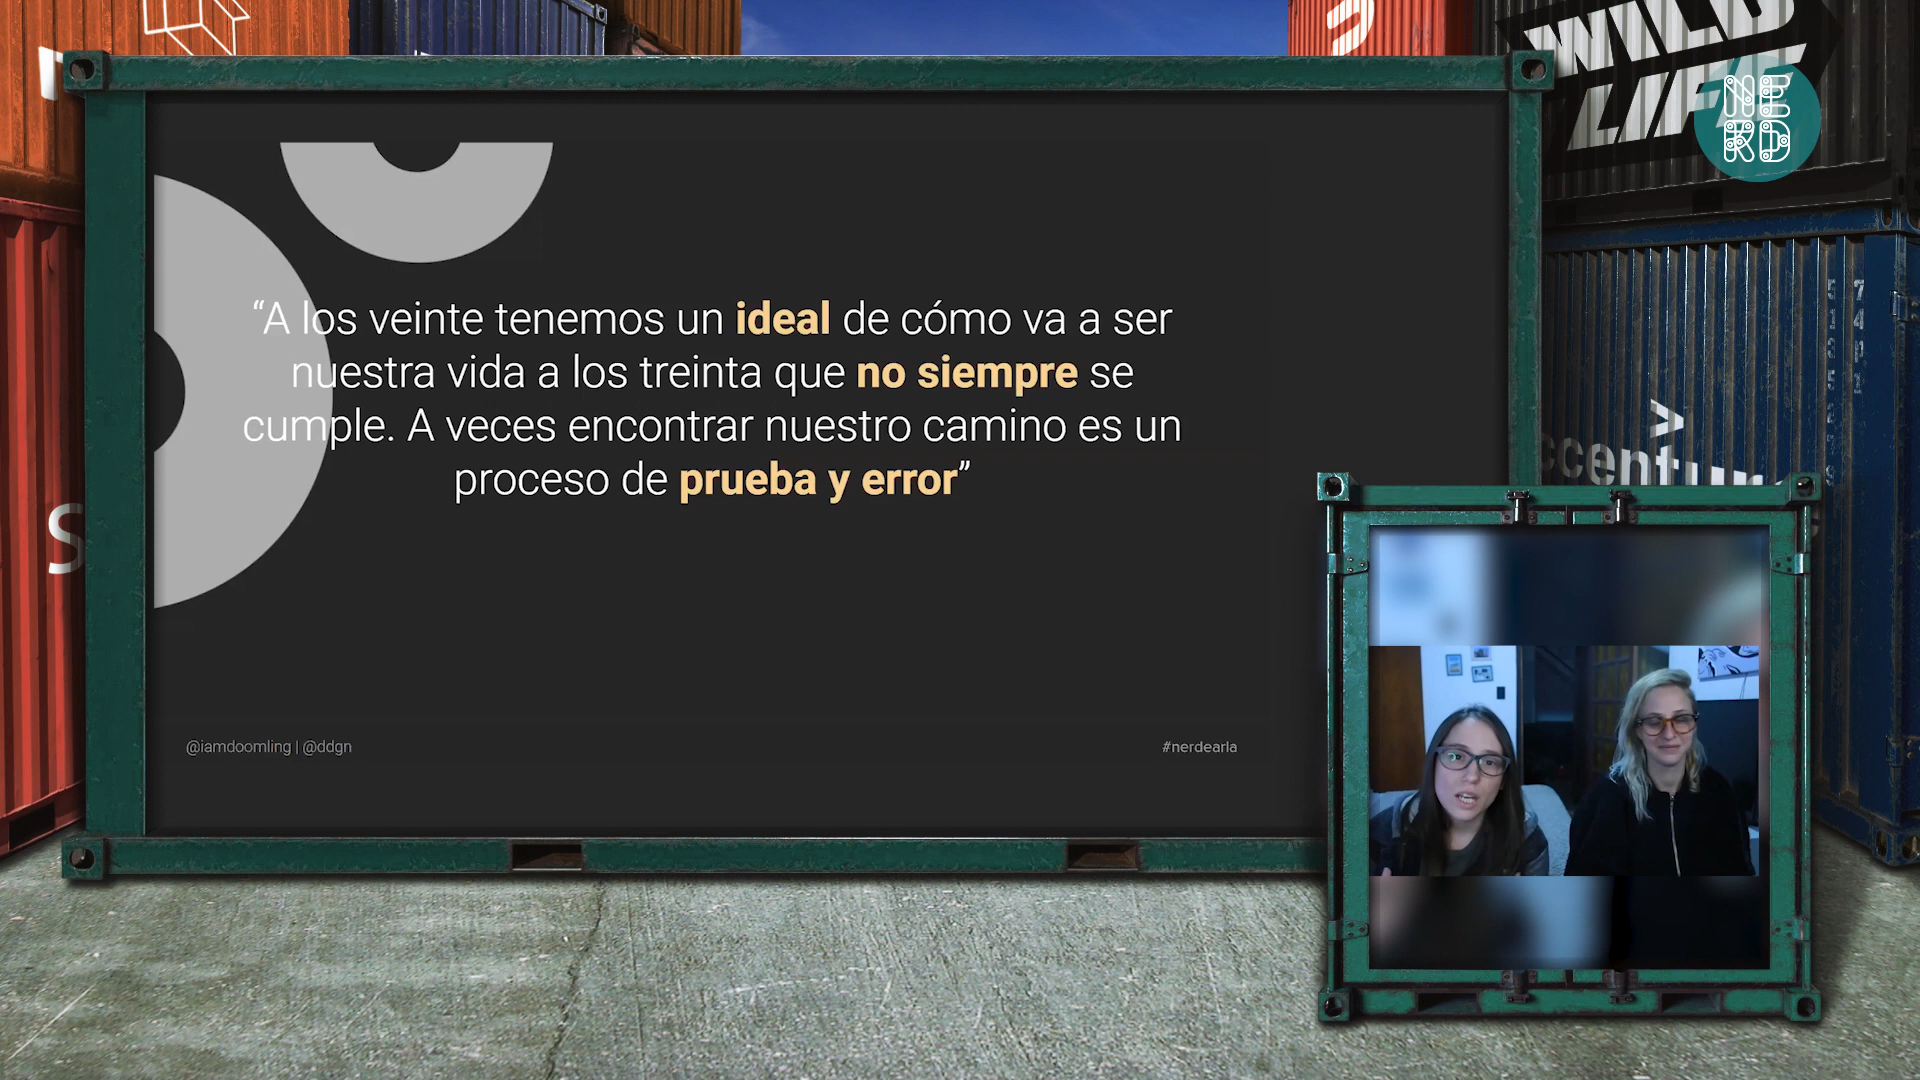 WILD
LIFE
NE
RD
“A los veinte tenemos un ideal de cómo va a ser
nuestra vida a los treinta que no siempre se
cumple. A veces encontrar nuestro camino es un
proceso de prueba y error”
@iamdoomling | @ddgn
#nerdearla
>
accenture
S